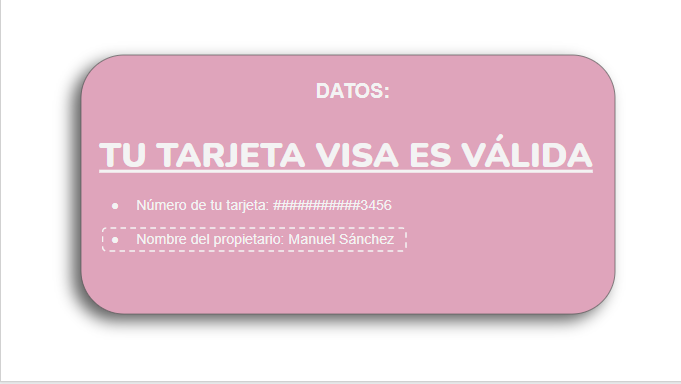 DATOS:
TU TARJETA VISA ES VÁLIDA
Número de tu tarjeta: ############3456
Nombre del propietario: Manuel Sánchez